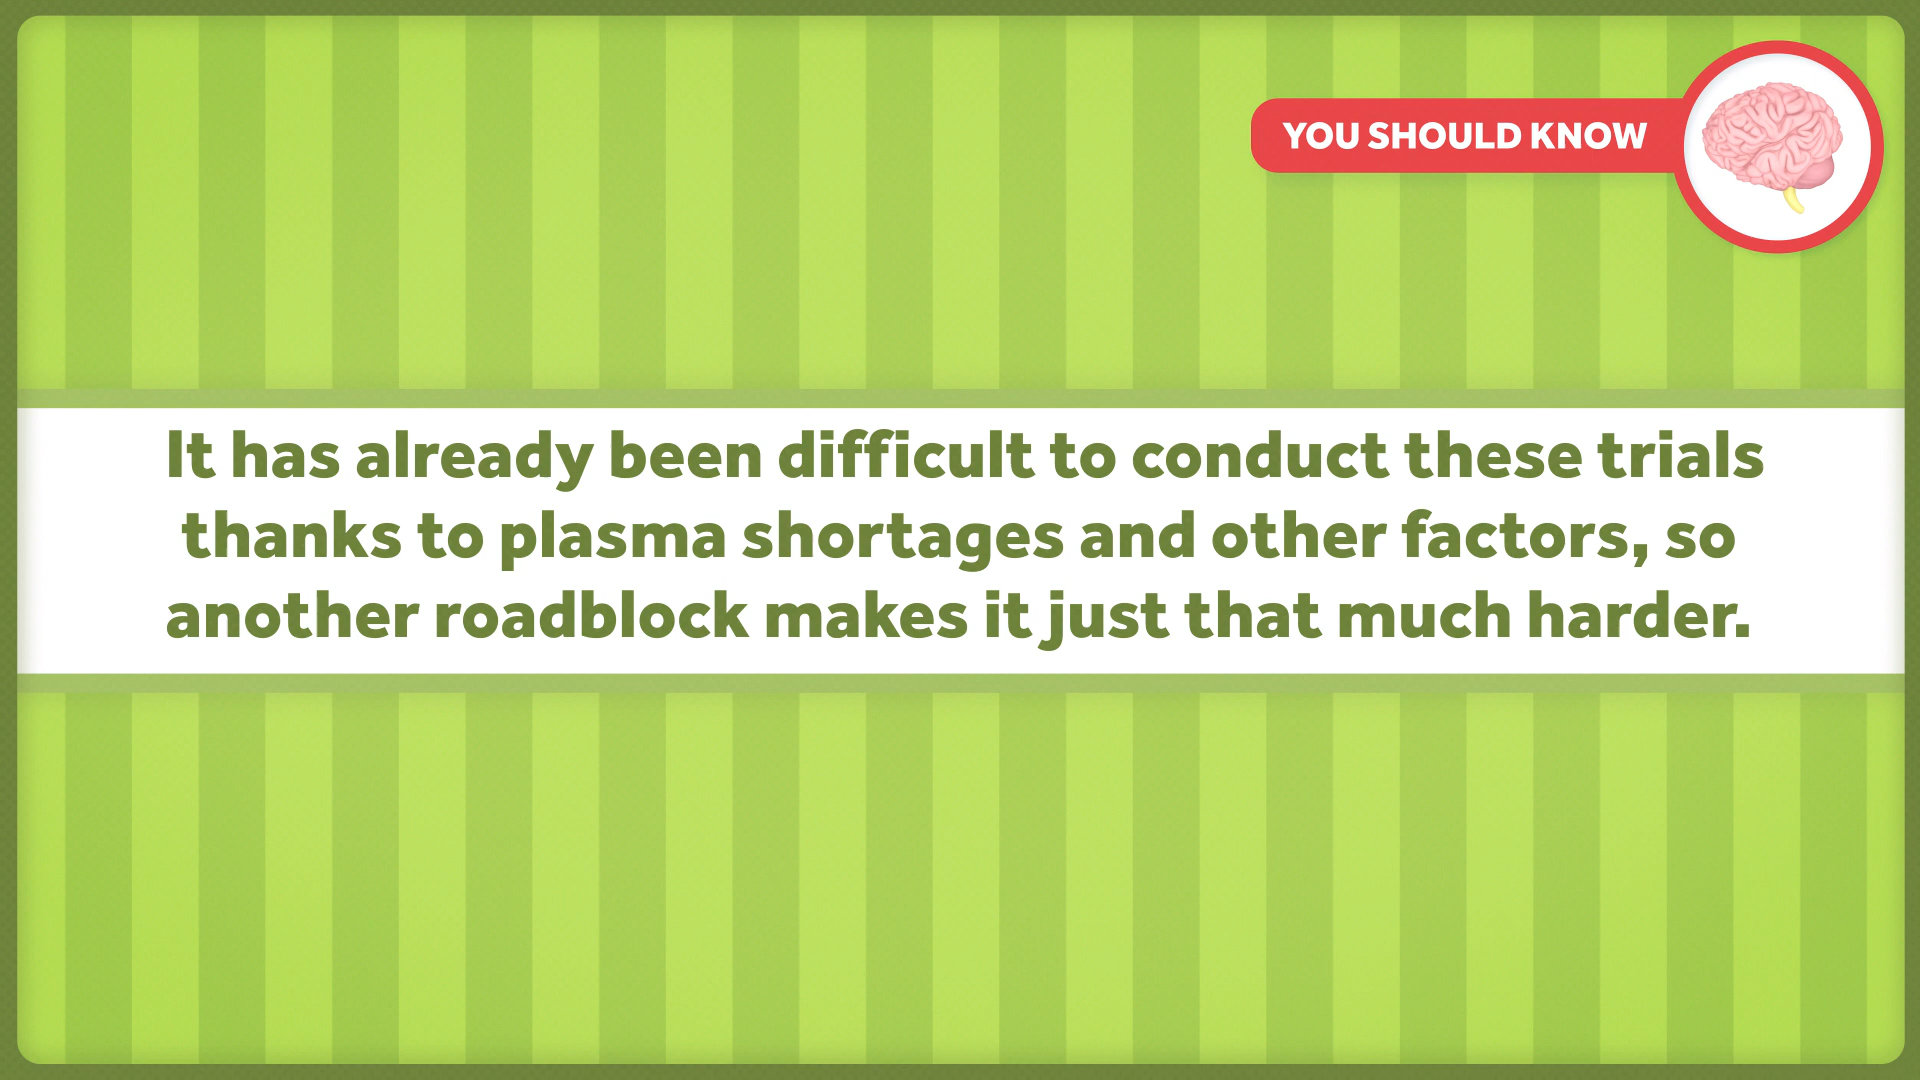 YOU SHOULD KNOW
It has already been difficult to conduct these trials
thanks to plasma shortages and other factors, so
another roadblock makes it just that much harder.